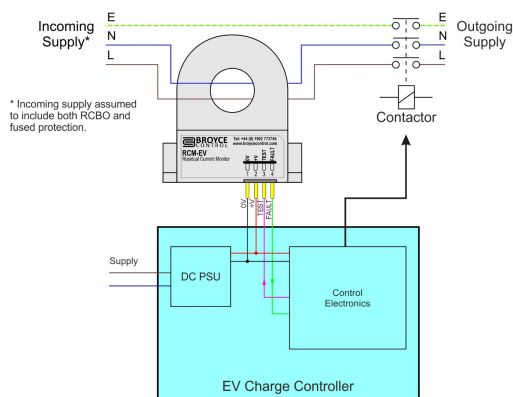 E
Incoming
Supply*
N
L
E
N
L
Outgoing
Supply
* Incoming supply assumed
to include both RCBO and
fused protection.
Contactor
BROYCE
CONTROL
Tel: +44 (0) 1902 773746
www.broycecontrol.com
RCM-EV
Residual Current Monitor
0V
+V
TEST
FAULT
1 2 3 4
0V
+V
TEST
FAULT
Supply
DC PSU
Control
Electronics
EV Charge Controller